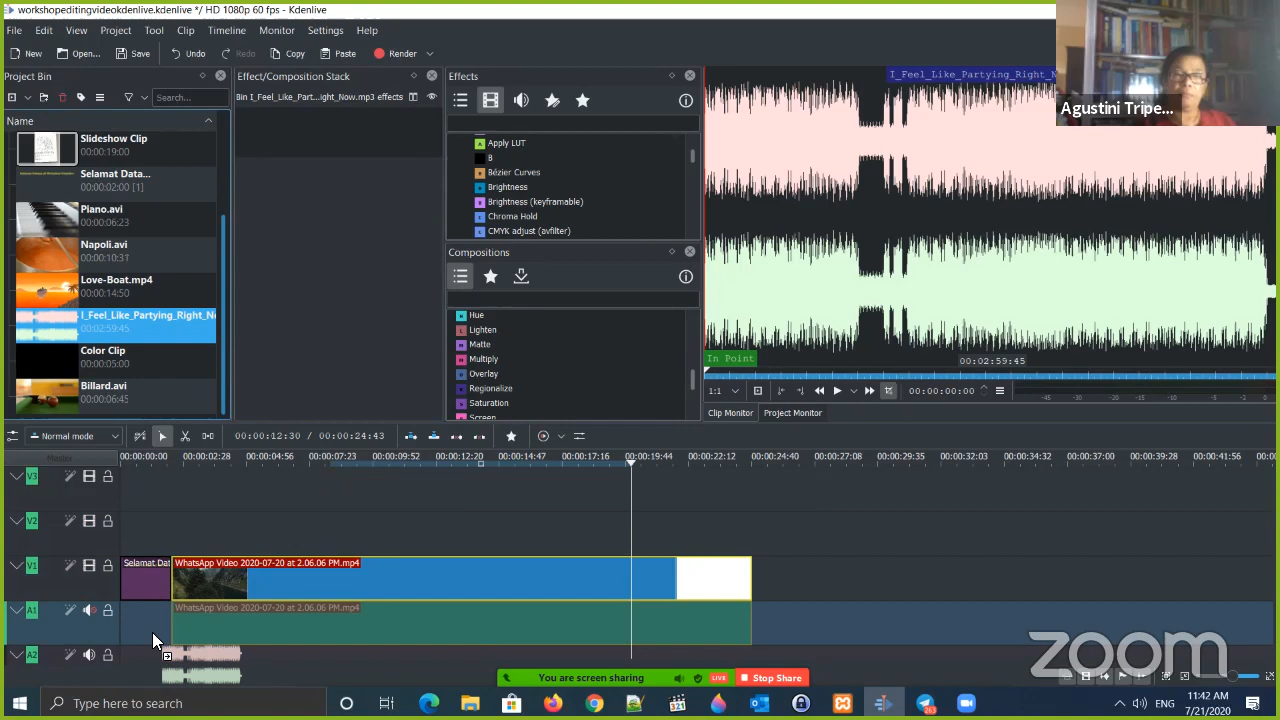 workshopeditingvideokdenlive.kdenlive */ HD 1080p 60 fps - Kdenlive
File Edit View Project Tool Clip Timeline Monitor Settings Help
New Open... Save Undo Redo Copy Paste Render
Project Bin
Effect/Composition Stack
Effects
I_Feel_Like_Partying_Right_N
Agustini Tripe...
Search...
Bin I_Feel_Like_Part...ight_Now.mp3 effects
Name
Slideshow Clip
00:00:19:00
Selamat Data...
00:00:02:00 [1]
Piano.avi
00:00:06:23
Napoli.avi
00:00:10:31
Love-Boat.mp4
00:00:14:50
I_Feel_Like_Partying_Right_No
00:02:59:45
Color Clip
00:00:05:00
Billard.avi
00:00:06:45
Apply LUT
B
Bézier Curves
Brightness
Brightness (keyframable)
Chroma Hold
CMYK adjust (avfilter)
Compositions
Hue
Lighten
Matte
Multiply
Overlay
Regionalize
Saturation
Screen
In Point
00:02:59:45
1:1
00:00:00:00
-45 -30 -20 -15 -10 -5 -2 0
Clip Monitor Project Monitor
Normal mode
00:00:12:30 / 00:00:24:43
Master
00:00:00:00 00:00:02:28 00:00:04:56 00:00:07:23 00:00:09:52 00:00:12:20 00:00:14:47 00:00:17:16 00:00:19:44 00:00:22:12 00:00:24:40 00:00:27:08 00:00:29:35 00:00:32:03 00:00:34:32 00:00:37:00 00:00:39:28 00:00:41:56
V3
V2
V1
Selamat Dat
WhatsApp Video 2020-07-20 at 2.06.06 PM.mp4
A1
WhatsApp Video 2020-07-20 at 2.06.06 PM.mp4
A2
zoom
You are screen sharing LIVE Stop Share
Type here to search
321
263
ENG
11:42 AM
7/21/2020